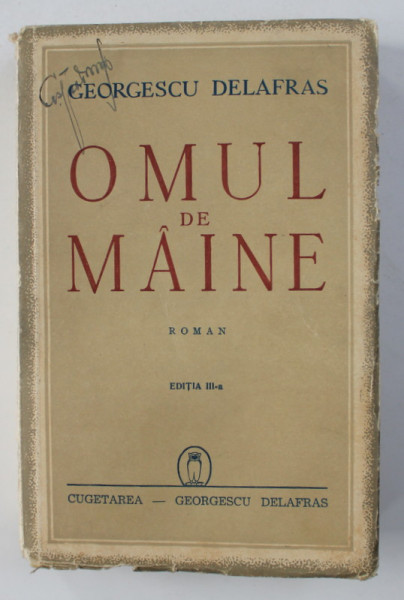 GEORGESCU DELAFRAS
OMUL
DE
MÂINE
ROMAN
EDIȚIA III-a
CUGETAREA — GEORGESCU DELAFRAS